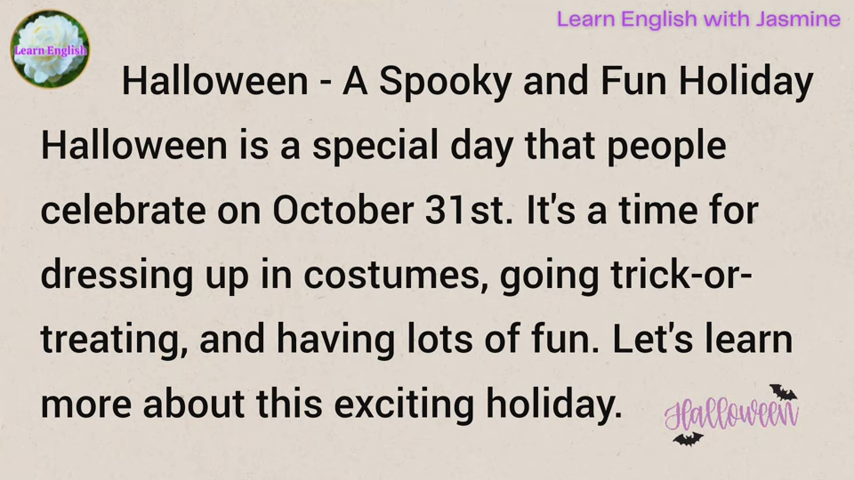 Learn English with Jasmine
Learn English
Halloween - A Spooky and Fun Holiday
Halloween is a special day that people
celebrate on October 31st. It's a time for
dressing up in costumes, going trick-or-
treating, and having lots of fun. Let's learn
more about this exciting holiday.
Halloween